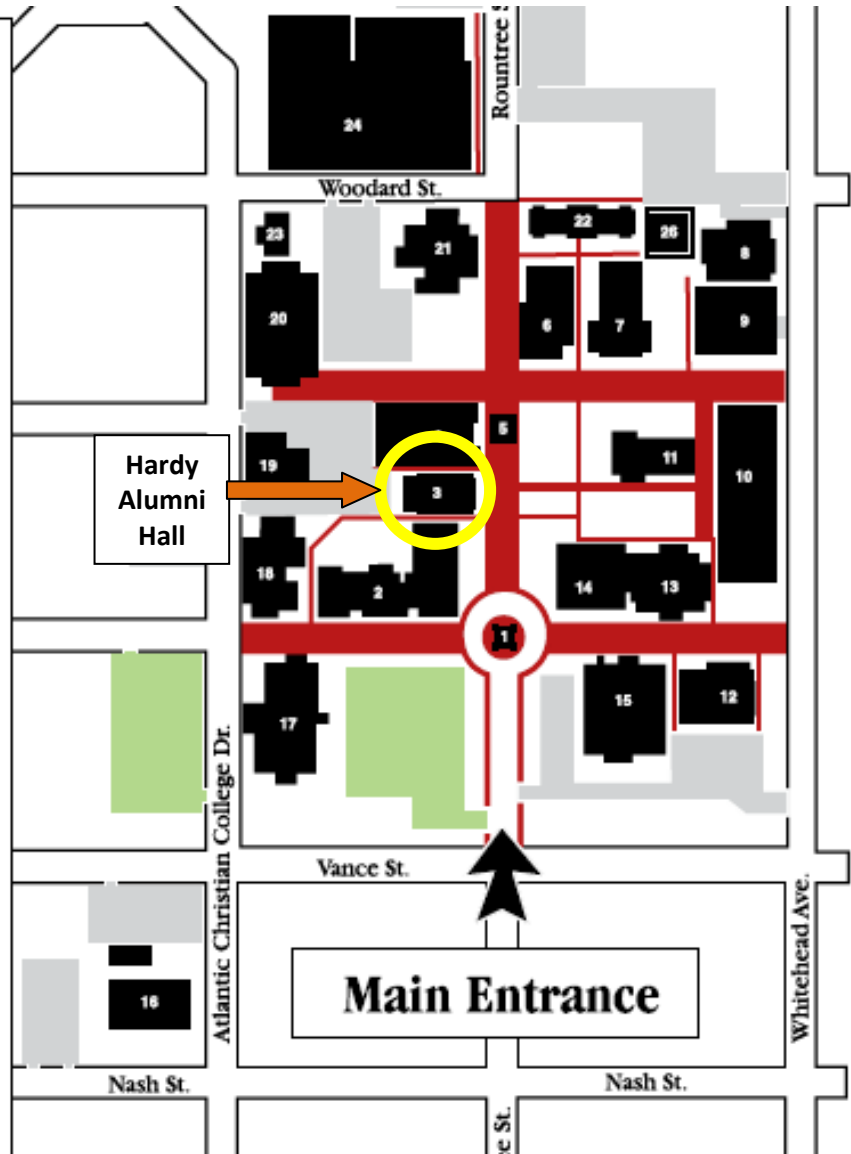 Rountree S
24
Woodard St.
22
23
26
21
8
20
6
7
9
5
19
11
10
Hardy
Alumni
Hall
3
18
2
14
13
1
15
12
17
Atlantic Christian College Dr.
Vance St.
Whitehead Ave.
Main Entrance
16
Nash St.
Nash St.
e St.